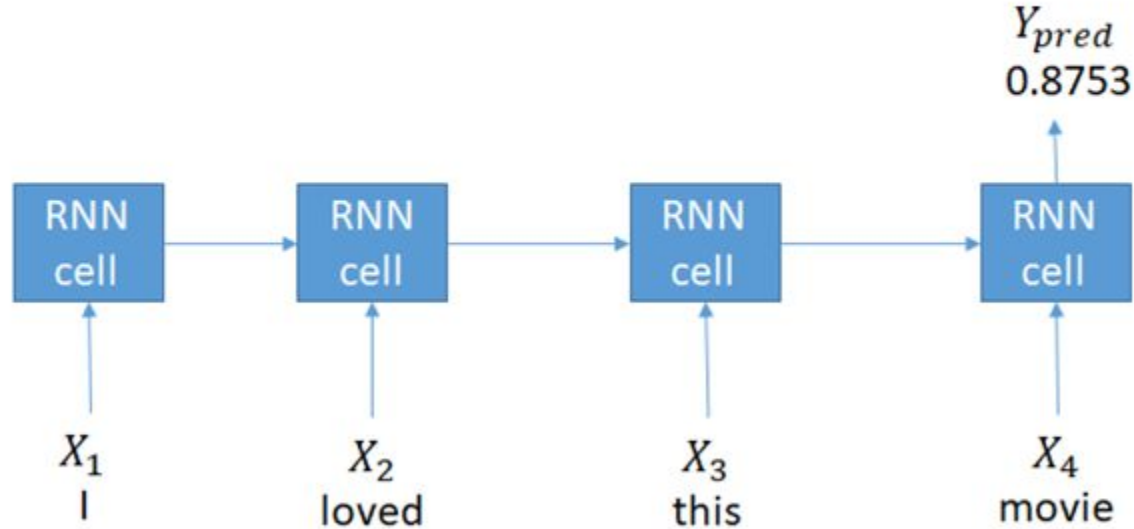 Y_pred
0.8753
RNN cell
RNN cell
RNN cell
RNN cell
X_1
I
X_2
loved
X_3
this
X_4
movie